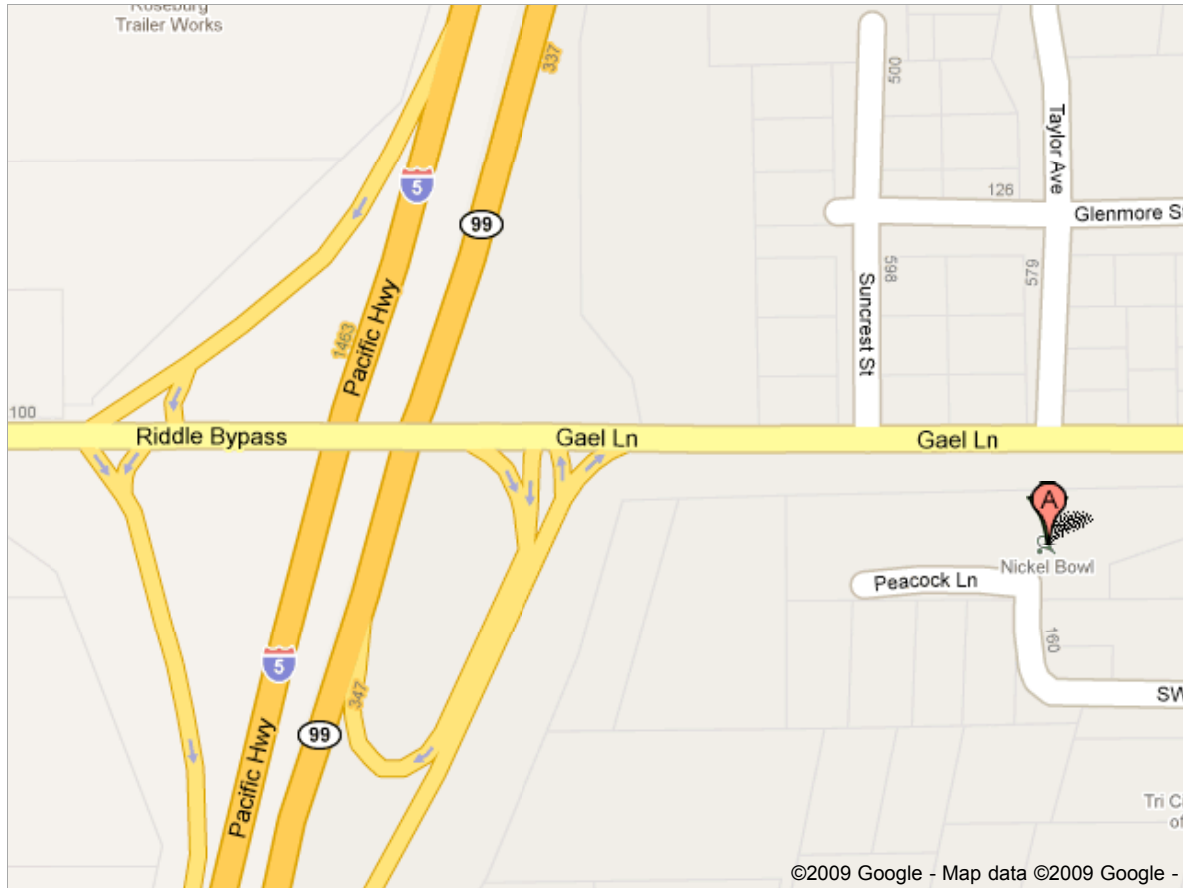 Roseburg
Trailer Works
337
500
Taylor Ave
5
126
99
Glenmore S
579
598
Suncrest St
1463
Pacific Hwy
100
Riddle Bypass
Gael Ln
Gael Ln
A
Nickel Bowl
Peacock Ln
160
5
347
SW
99
Pacific Hwy
Tri C
of
©2009 Google - Map data ©2009 Google -